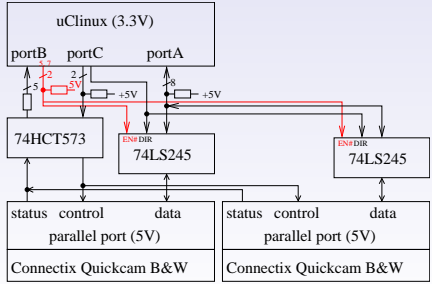 uClinux (3.3V)
portB portC portA
5, 7
2 2 8
5V
5 +5V +5V
74HCT573
EN# DIR
74LS245
EN# DIR
74LS245
status control data status control data
parallel port (5V) parallel port (5V)
Connectix Quickcam B&W Connectix Quickcam B&W